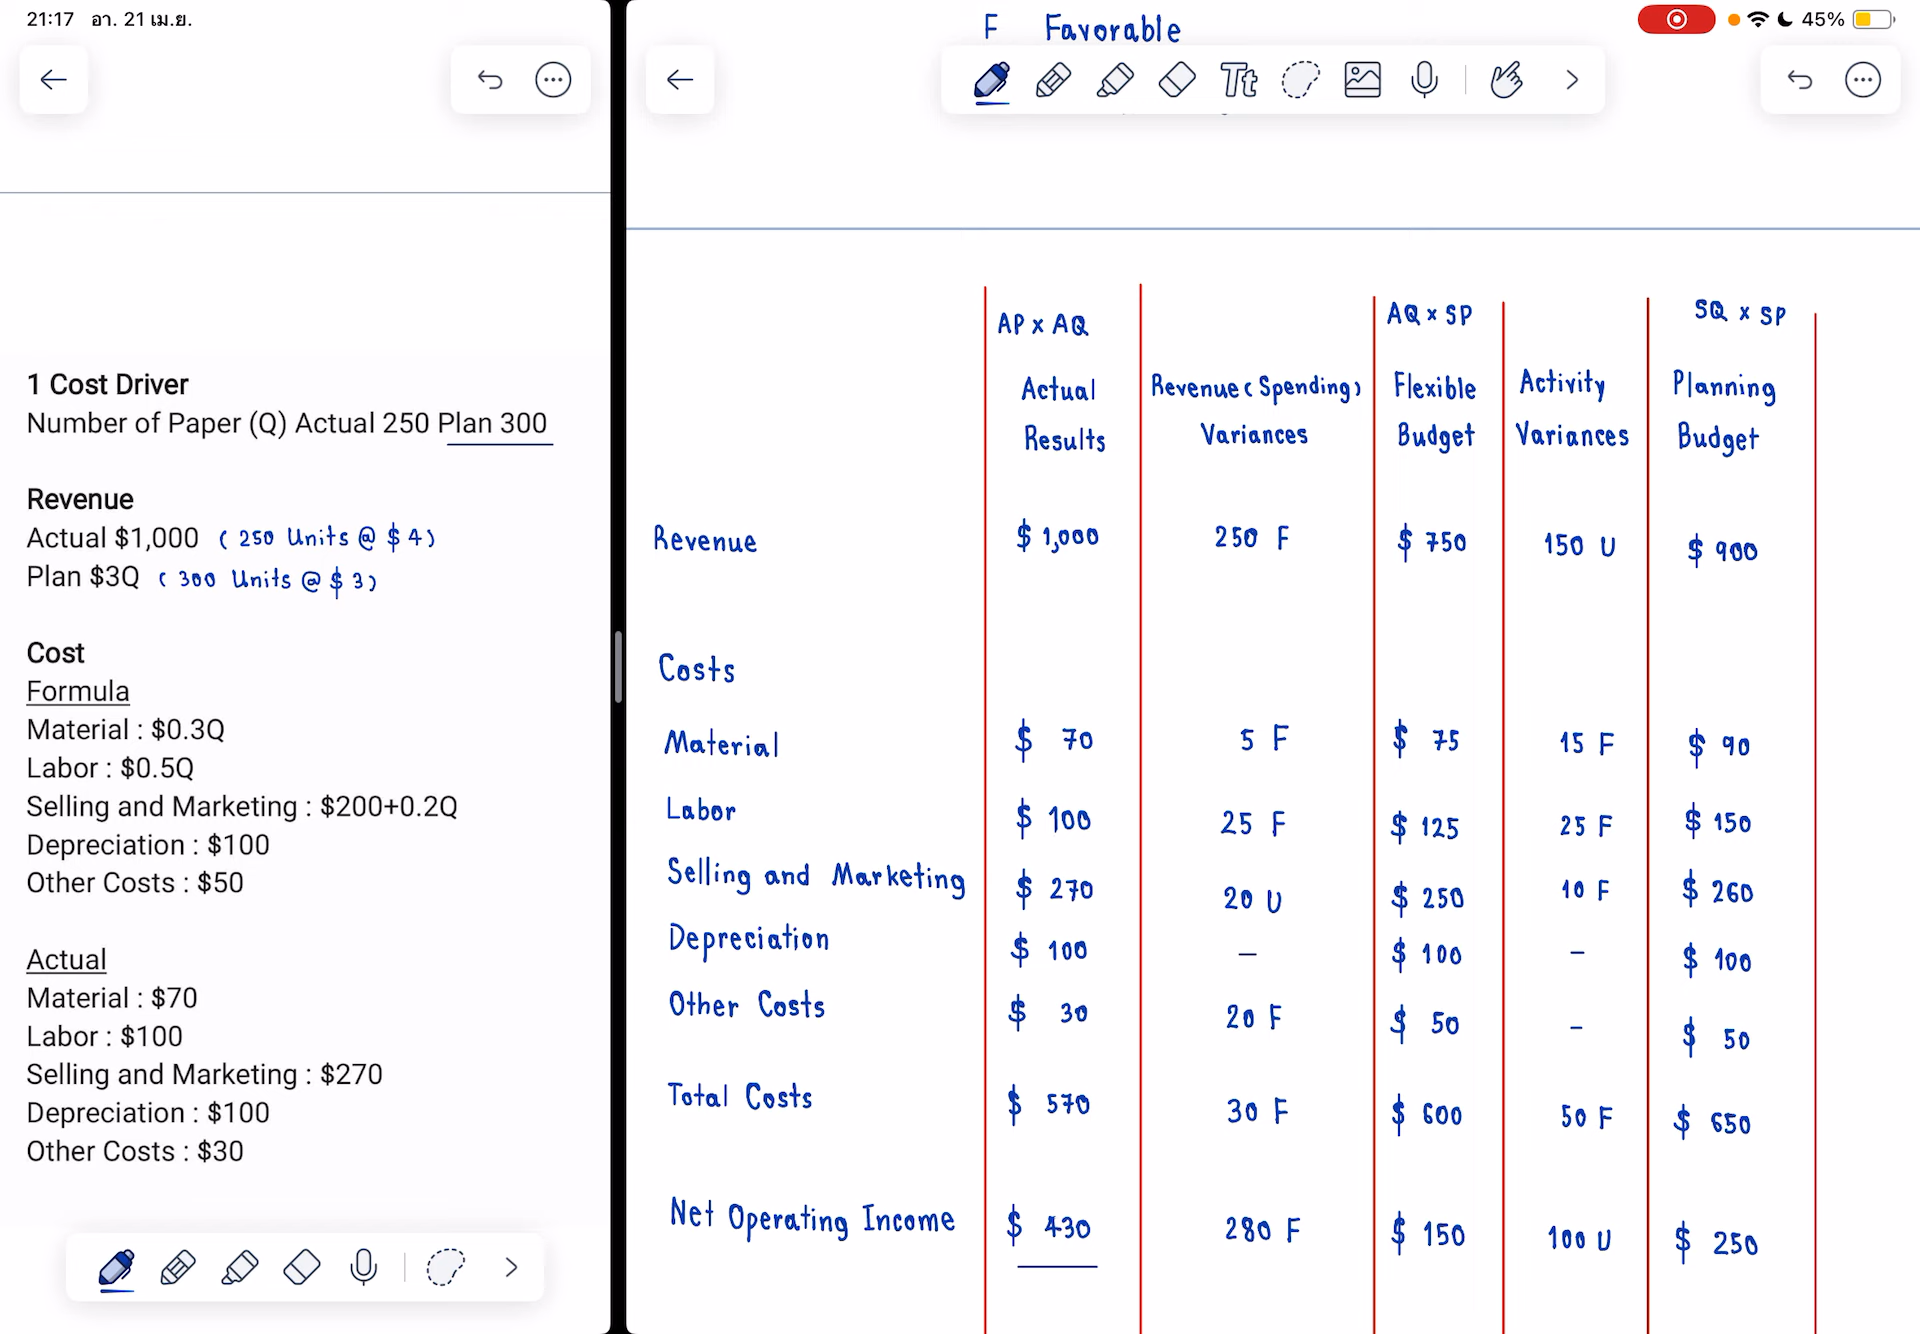 21:17 อา. 21 เม.ย.
45%
1 Cost Driver
Number of Paper (Q) Actual 250 Plan 300
Revenue
Actual $1,000 ( 250 Units @ $ 4 )
Plan $3Q ( 300 Units @ $ 3 )
Cost
Formula
Material : $0.3Q
Labor : $0.5Q
Selling and Marketing : $200+0.2Q
Depreciation : $100
Other Costs : $50
Actual
Material : $70
Labor : $100
Selling and Marketing : $270
Depreciation : $100
Other Costs : $30
F Favorable
Tt
AP x AQ AQ x SP SQ x SP
Actual Revenue ( Spending ) Flexible Activity Planning
Results Variances Budget Variances Budget
Revenue $ 1,000 250 F $ 750 150 U $ 900
Costs
Material $ 70 5 F $ 75 15 F $ 90
Labor $ 100 25 F $ 125 25 F $ 150
Selling and Marketing $ 270 20 U $ 250 10 F $ 260
Depreciation $ 100 – $ 100 – $ 100
Other Costs $ 30 20 F $ 50 – $ 50
Total Costs $ 570 30 F $ 600 50 F $ 650
Net Operating Income $ 430 280 F $ 150 100 U $ 250